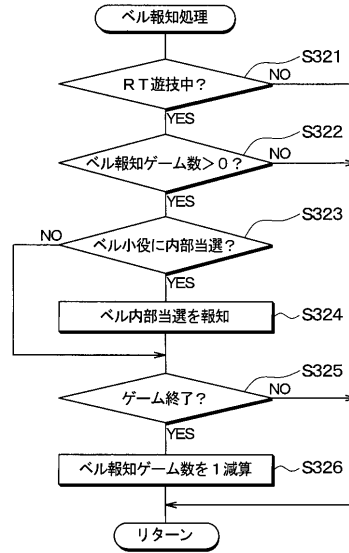 ベル報知処理
S321
RT遊技中?
NO
YES
S322
ベル報知ゲーム数>0?
NO
YES
S323
NO
ベル小役に内部当選?
YES
ベル内部当選を報知
S324
S325
ゲーム終了?
NO
YES
ベル報知ゲーム数を1減算
S326
リターン